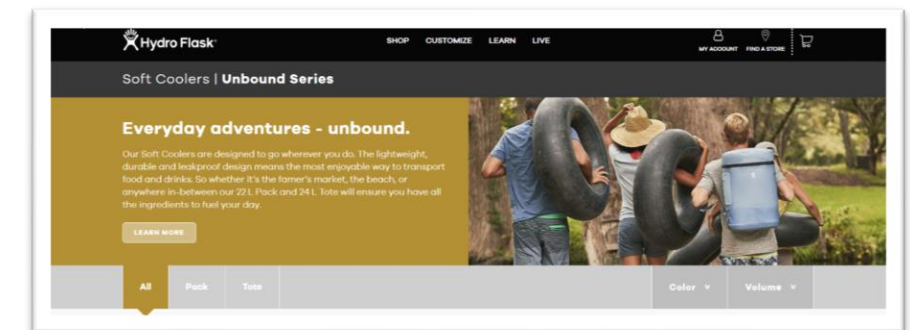 Hydro Flask
SHOP CUSTOMIZE LEARN LIVE
MY ACCOUNT FIND A STORE
Soft Coolers | Unbound Series
Everyday adventures - unbound.
Our Soft Coolers are designed to go wherever you do. The lightweight,
durable and leakproof design means the most enjoyable way to transport
food and drinks. So whether it's the famer's market, the beach, or
anywhere in-between our 22 L Pack and 24 L Tote will ensure you have all
the ingredients to fuel your day.
LEARN MORE
All Pack Tote
Color Volume